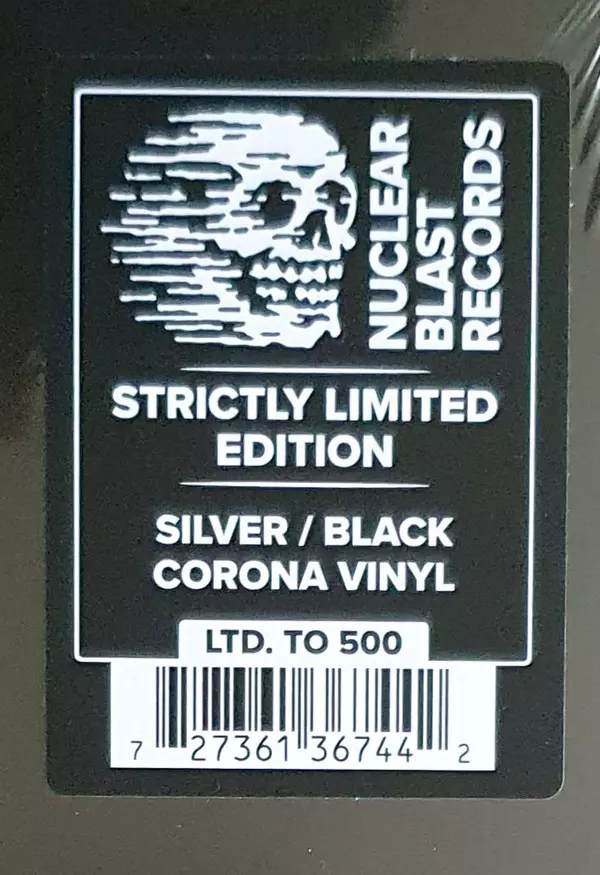 NUCLEAR
BLAST
RECORDS
STRICTLY LIMITED
EDITION
SILVER / BLACK
CORONA VINYL
LTD. TO 500
7 27361 36744 2